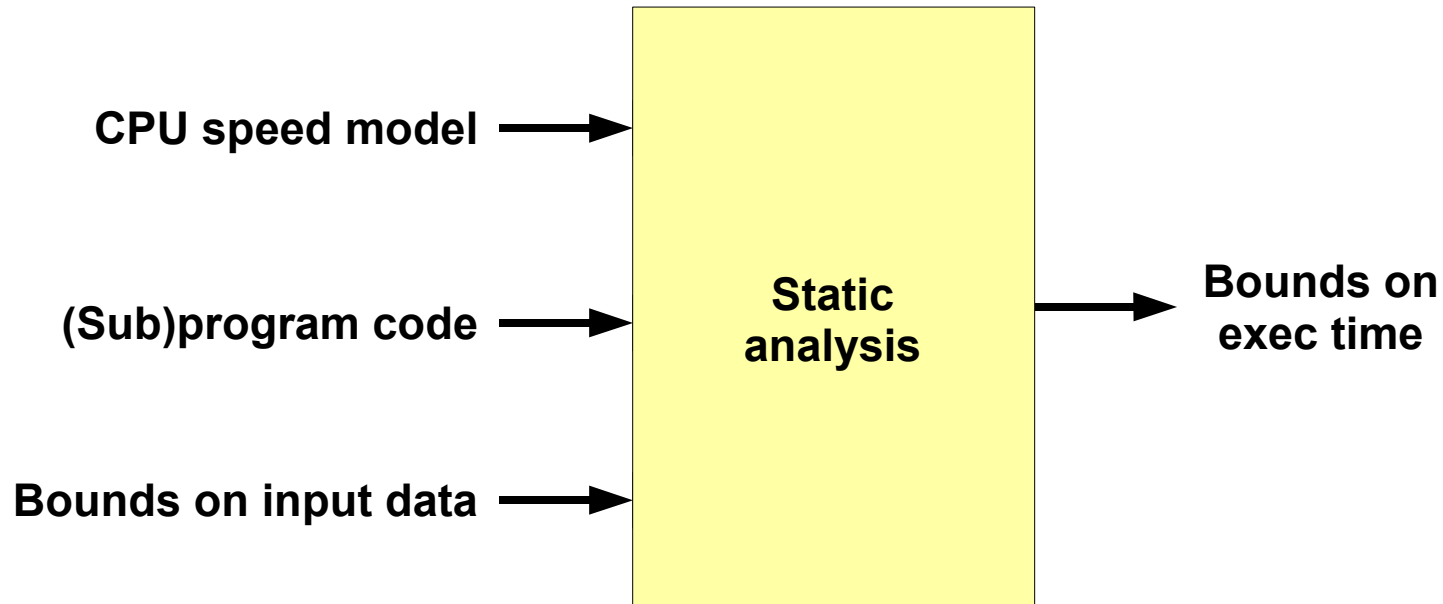 CPU speed model
(Sub)program code
Bounds on input data
Static
analysis
Bounds on
exec time